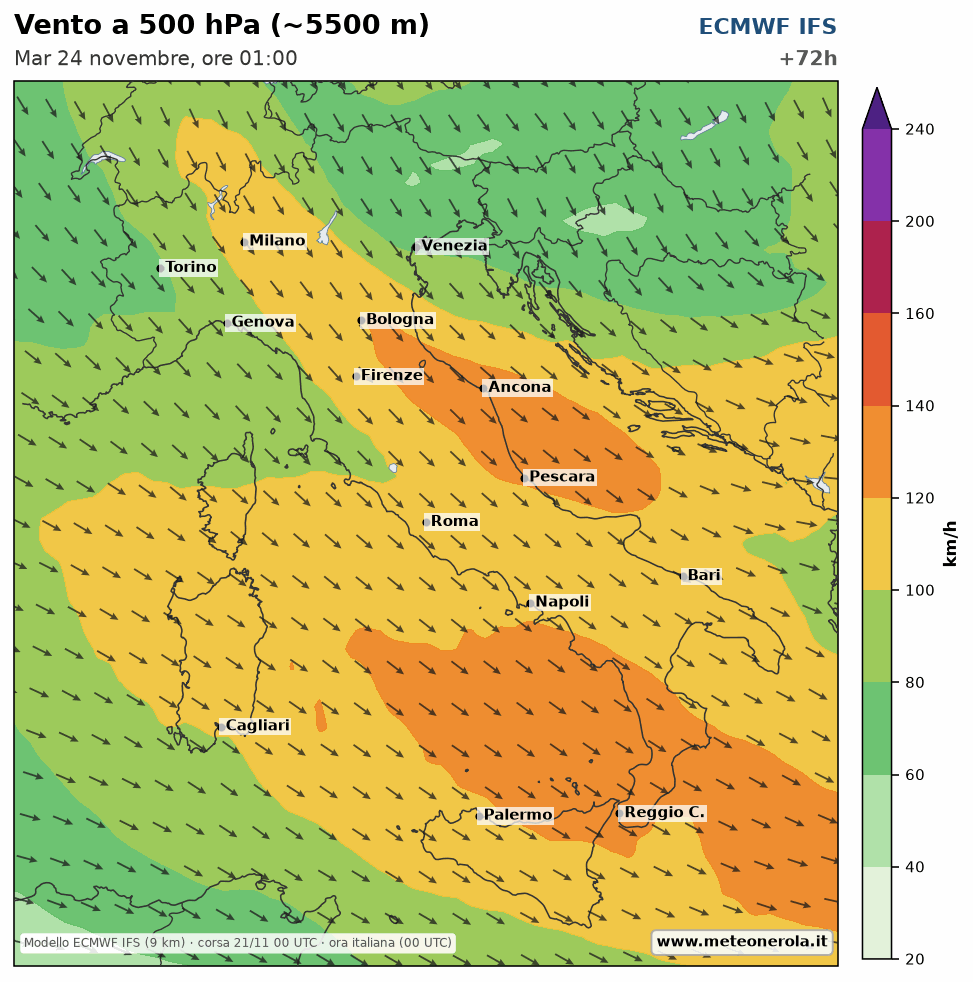 Vento a 500 hPa (~5500 m)
ECMWF IFS
Mar 24 novembre, ore 01:00
+72h
Milano
Venezia
Torino
Genova
Bologna
Firenze
Ancona
Pescara
Roma
Bari
Napoli
Cagliari
Palermo
Reggio C.
240
200
160
140
120
100
80
60
40
20
km/h
Modello ECMWF IFS (9 km) · corsa 21/11 00 UTC · ora italiana (00 UTC)
www.meteonerola.it